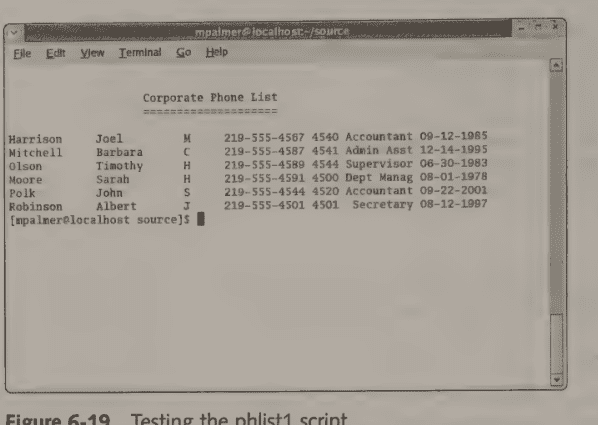 mpalmer@localhost:~/source
File Edit View Terminal Go Help
Corporate Phone List
====================
Harrison Joel M 219-555-4567 4540 Accountant 09-12-1985
Mitchell Barbara C 219-555-4587 4541 Admin Asst 12-14-1995
Olson Timothy H 219-555-4589 4544 Supervisor 06-30-1983
Moore Sarah H 219-555-4591 4500 Dept Manag 08-01-1978
Polk John S 219-555-4544 4520 Accountant 09-22-2001
Robinson Albert J 219-555-4501 4501 Secretary 08-12-1997
[mpalmer@localhost source]$
Figure 6-19 Testing the phlist1 script